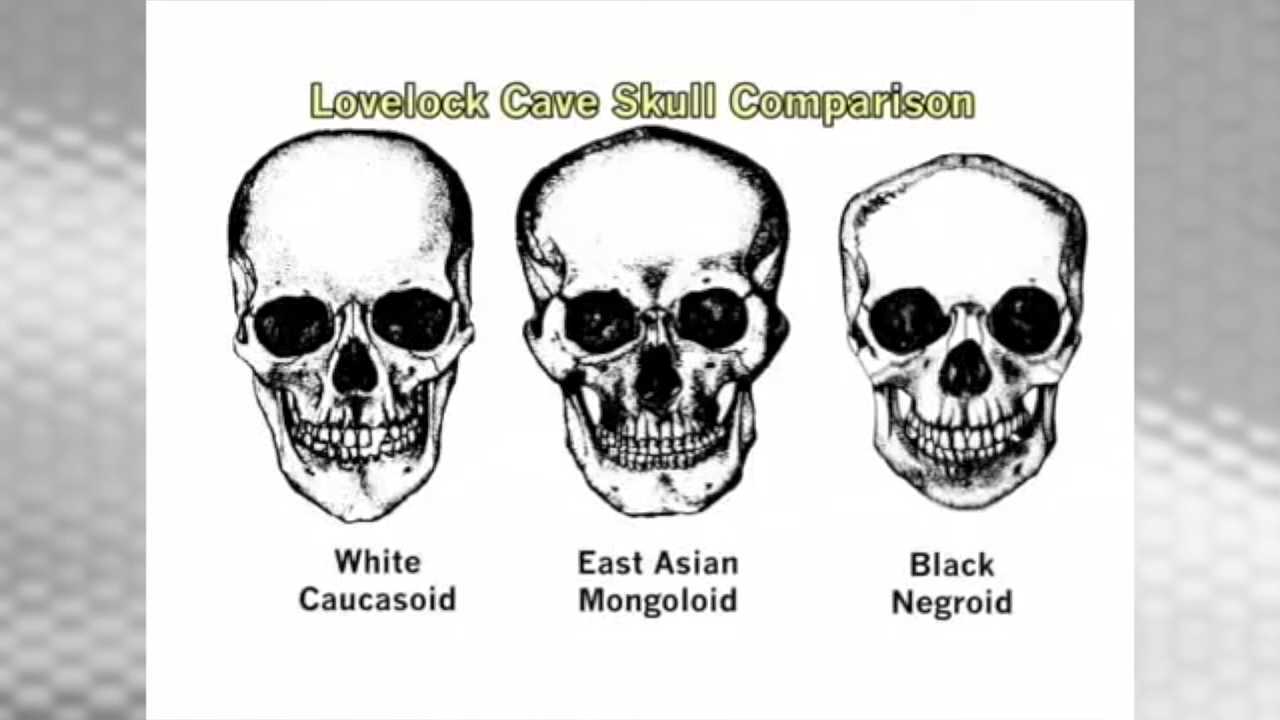 Lovelock Cave Skull Comparison
White
Caucasoid
East Asian
Mongoloid
Black
Negroid